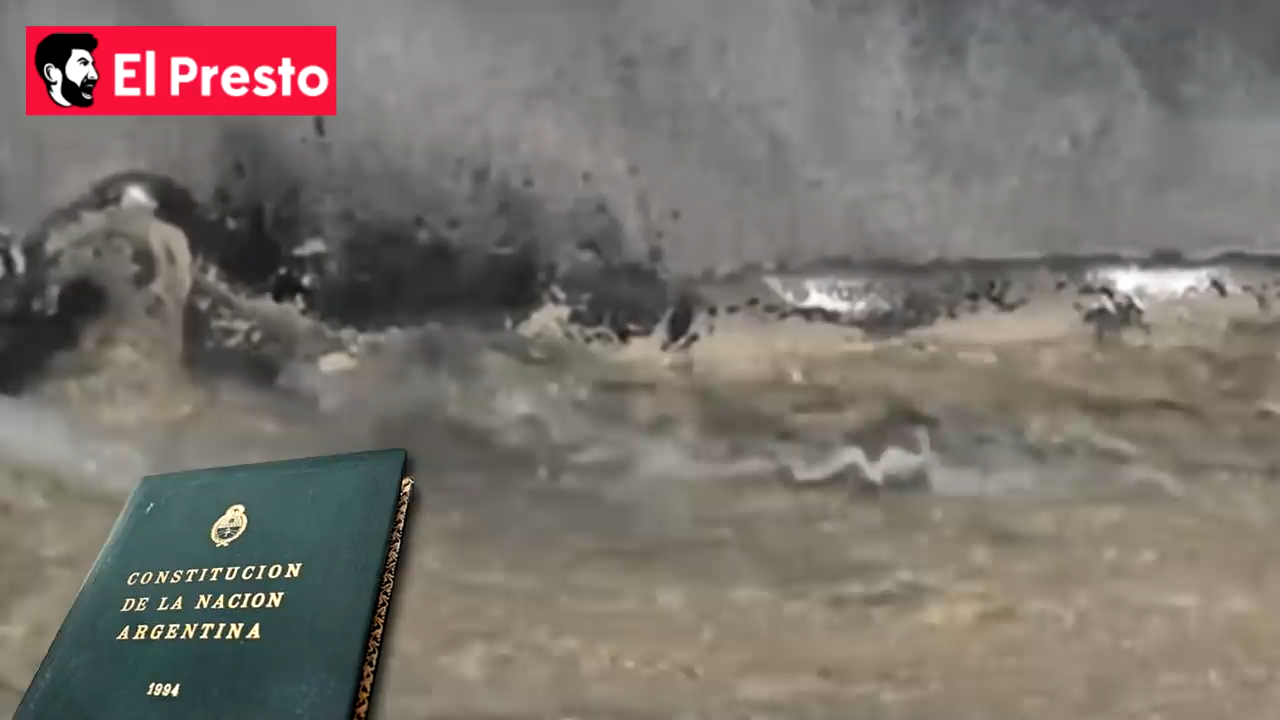 El Presto
CONSTITUCION
DE LA NACION
ARGENTINA
1994